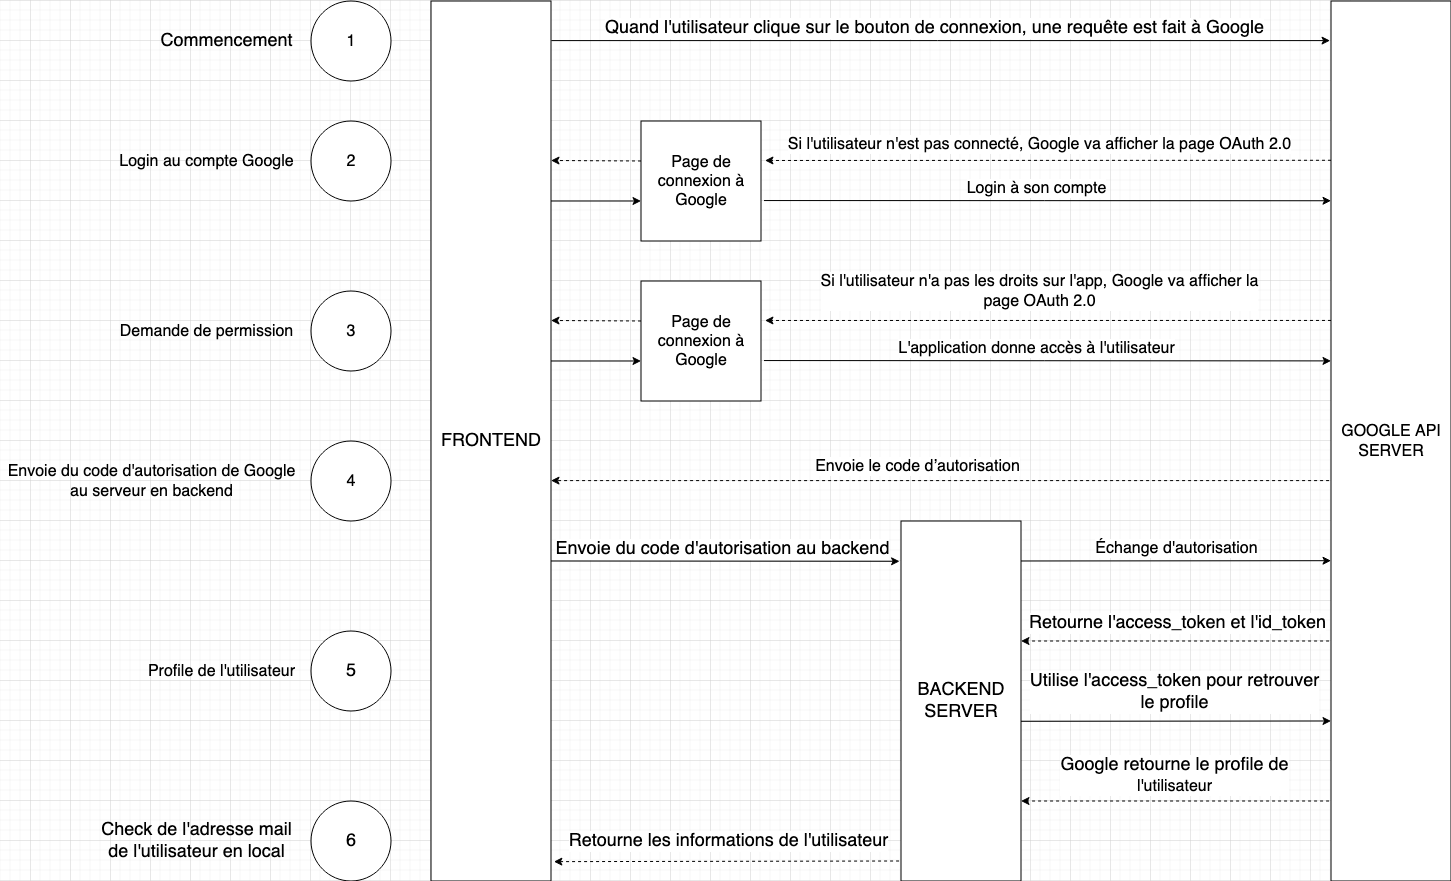 Commencement
1
Quand l'utilisateur clique sur le bouton de connexion, une requête est fait à Google
Login au compte Google
2
Page de
connexion à
Google
Si l'utilisateur n'est pas connecté, Google va afficher la page OAuth 2.0
Login à son compte
Demande de permission
3
Page de
connexion à
Google
Si l'utilisateur n'a pas les droits sur l'app, Google va afficher la
page OAuth 2.0
L'application donne accès à l'utilisateur
FRONTEND
GOOGLE API
SERVER
Envoie du code d'autorisation de Google
au serveur en backend
4
Envoie le code d’autorisation
Envoie du code d'autorisation au backend
Échange d'autorisation
Retourne l'access_token et l'id_token
Profile de l'utilisateur
5
BACKEND
SERVER
Utilise l'access_token pour retrouver
le profile
Google retourne le profile de
l'utilisateur
Check de l'adresse mail
de l'utilisateur en local
6
Retourne les informations de l'utilisateur